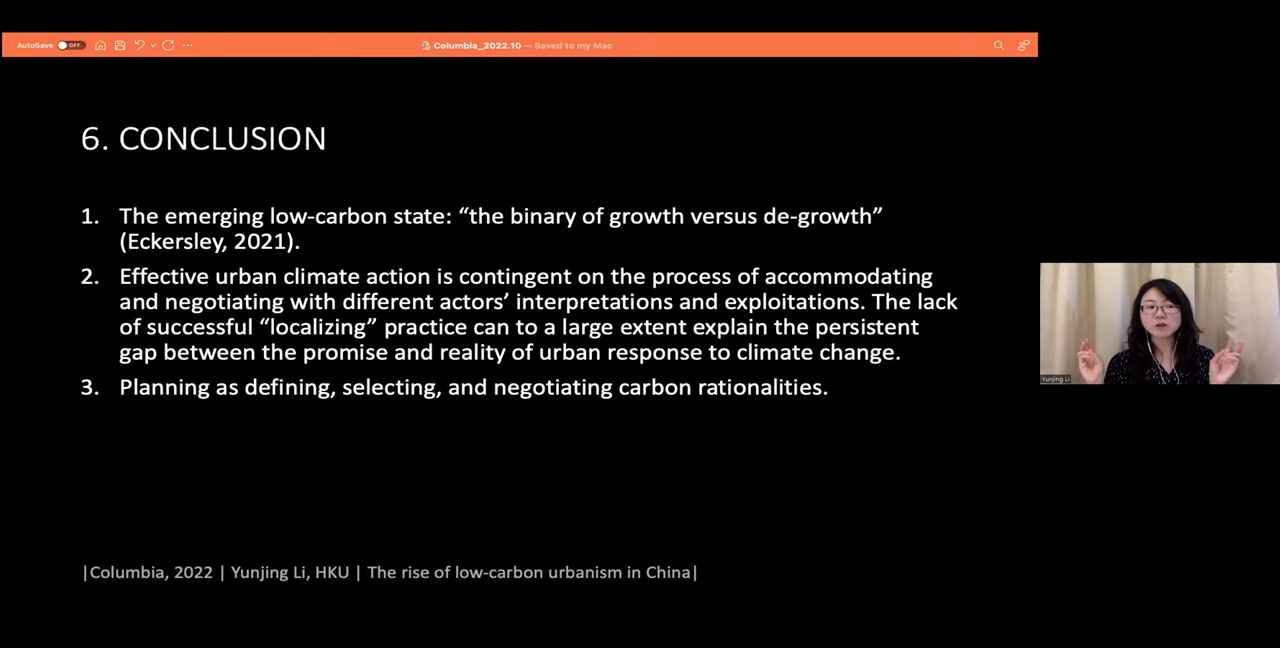 AutoSave OFF
Columbia_2022.10 — Saved to my Mac
6. CONCLUSION
1. The emerging low-carbon state: “the binary of growth versus de-growth”
(Eckersley, 2021).
2. Effective urban climate action is contingent on the process of accommodating
and negotiating with different actors’ interpretations and exploitations. The lack
of successful “localizing” practice can to a large extent explain the persistent
gap between the promise and reality of urban response to climate change.
3. Planning as defining, selecting, and negotiating carbon rationalities.
Yunjing Li
|Columbia, 2022 | Yunjing Li, HKU | The rise of low-carbon urbanism in China|